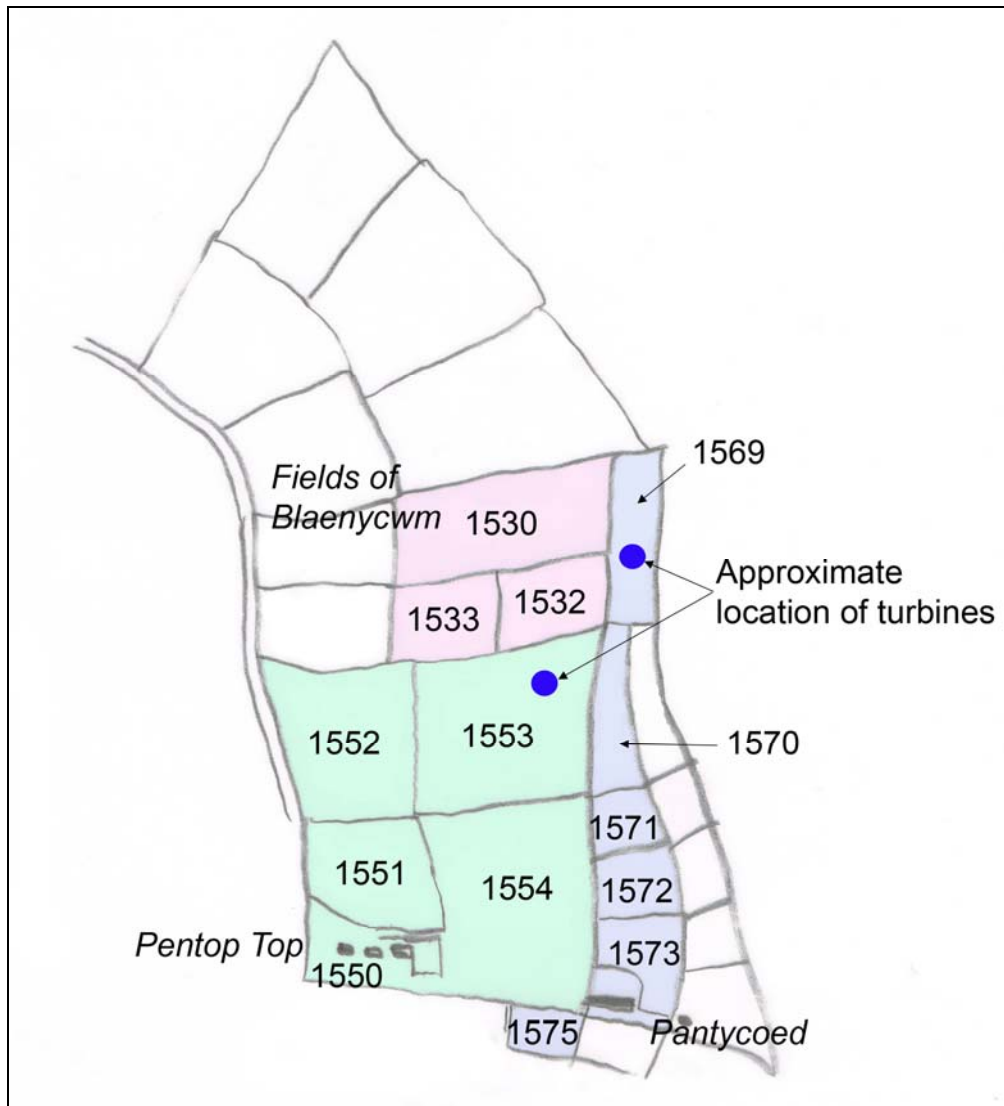 1569
Fields of
Blaenycwm
1530
Approximate
location of turbines
1533
1532
1552
1553
1570
1571
1551
1554
1572
Pentop Top
1550
1573
1575
Pantycoed